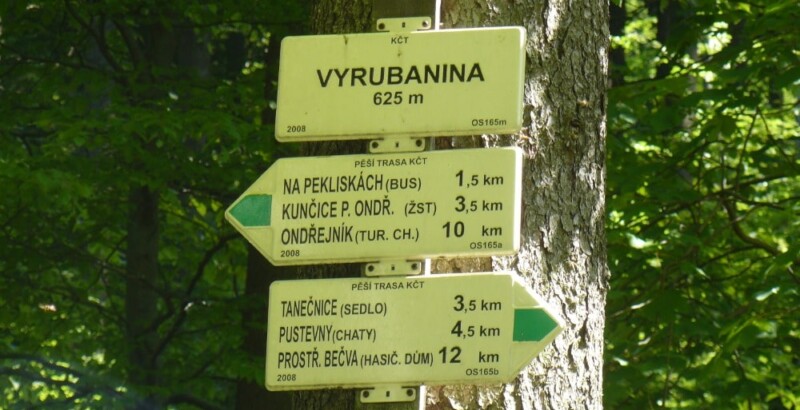 KČT
VYRUBANINA
625 m
2008 OS165m
PĚŠÍ TRASA KČT
NA PEKLISKÁCH (BUS) 1,5 km
KUNČICE P. ONDŘ. (ŽST) 3,5 km
ONDŘEJNÍK (TUR. CH.) 10 km
2008 OS165a
PĚŠÍ TRASA KČT
TANEČNICE (SEDLO) 3,5 km
PUSTEVNY (CHATY) 4,5 km
PROSTŘ. BEČVA (HASIČ. DŮM) 12 km
2008 OS165b